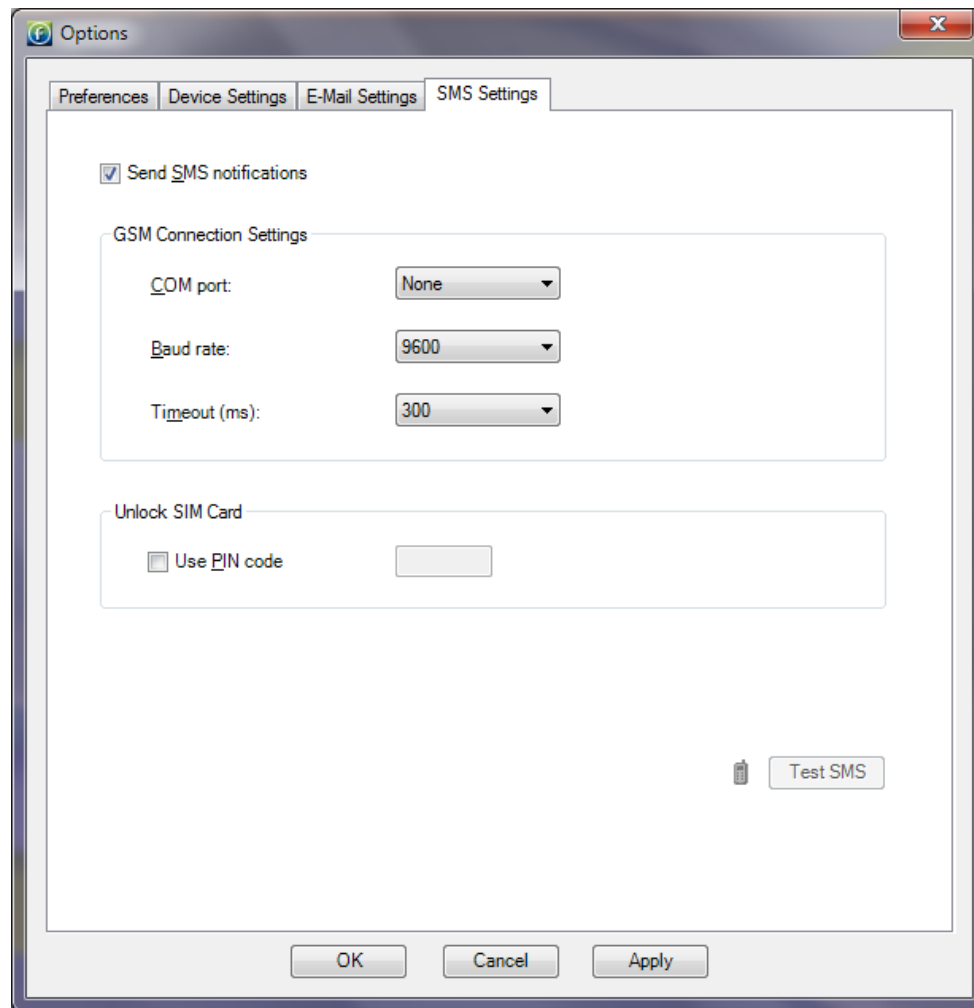 Options
Preferences Device Settings E-Mail Settings SMS Settings
Send SMS notifications
GSM Connection Settings
COM port: None
Baud rate: 9600
Timeout (ms): 300
Unlock SIM Card
Use PIN code
Test SMS
OK Cancel Apply